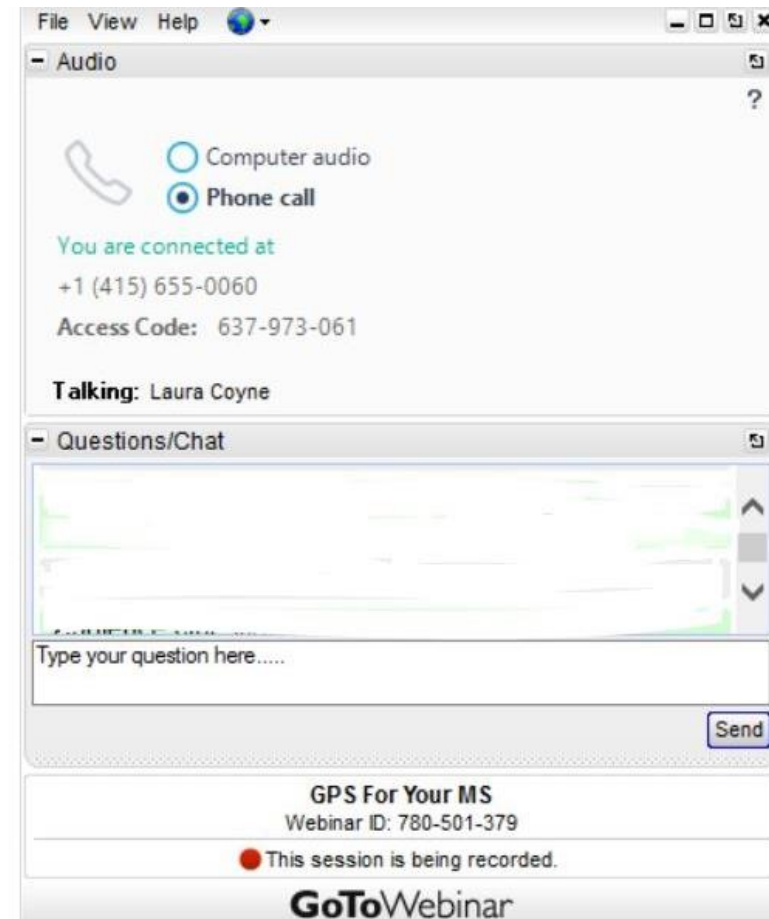 File View Help
Audio
?
Computer audio
Phone call
You are connected at
+1 (415) 655-0060
Access Code: 637-973-061
Talking: Laura Coyne
Questions/Chat
Type your question here.....
Send
GPS For Your MS
Webinar ID: 780-501-379
This session is being recorded.
GoToWebinar